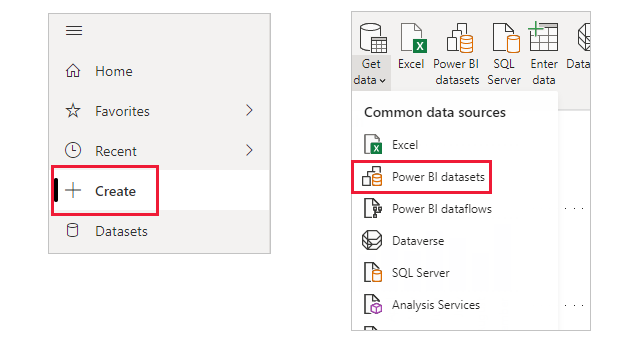 Home
Favorites
Recent
Create
Datasets
Get data
Excel
Power BI datasets
SQL Server
Enter data
Common data sources
Excel
Power BI datasets
Power BI dataflows
Dataverse
SQL Server
Analysis Services